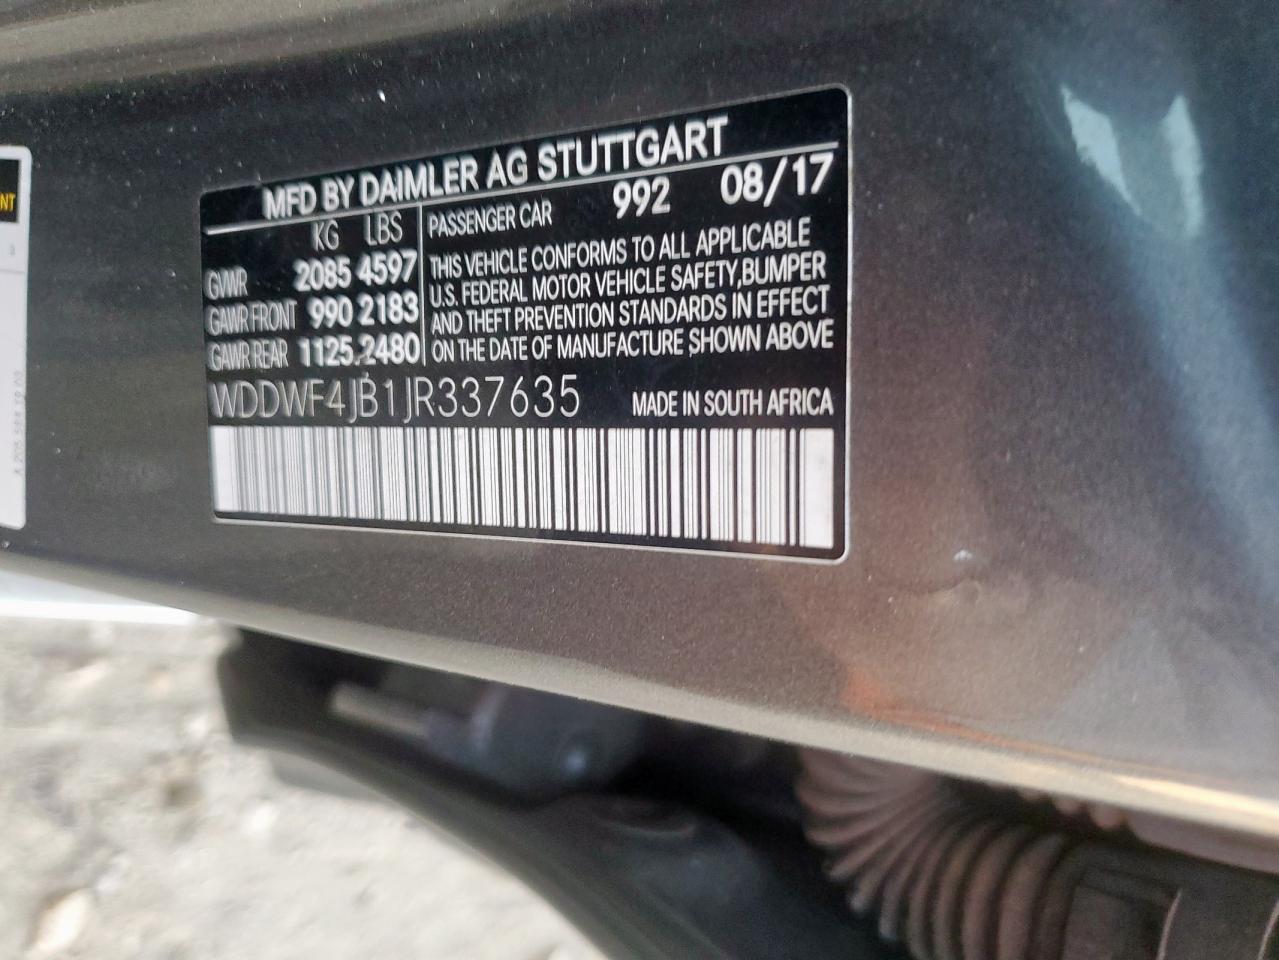 MFD BY DAIMLER AG STUTTGART
KG LBS
GVWR 2085 4597
GAWR FRONT 990 2183
GAWR REAR 1125 2480
PASSENGER CAR 992 08/17
THIS VEHICLE CONFORMS TO ALL APPLICABLE
U.S. FEDERAL MOTOR VEHICLE SAFETY, BUMPER
AND THEFT PREVENTION STANDARDS IN EFFECT
ON THE DATE OF MANUFACTURE SHOWN ABOVE
WDDWF4JB1JR337635 MADE IN SOUTH AFRICA
NT
3